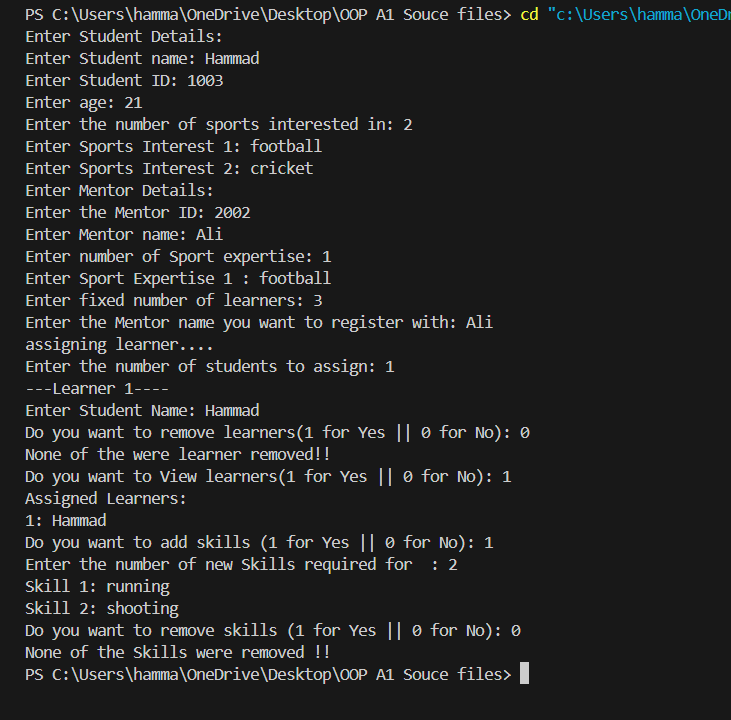 PS C:\Users\hamma\OneDrive\Desktop\OOP A1 Souce files> cd "c:\Users\hamma\OneDr
Enter Student Details:
Enter Student name: Hammad
Enter Student ID: 1003
Enter age: 21
Enter the number of sports interested in: 2
Enter Sports Interest 1: football
Enter Sports Interest 2: cricket
Enter Mentor Details:
Enter the Mentor ID: 2002
Enter Mentor name: Ali
Enter number of Sport expertise: 1
Enter Sport Expertise 1 : football
Enter fixed number of learners: 3
Enter the Mentor name you want to register with: Ali
assigning learner....
Enter the number of students to assign: 1
---Learner 1----
Enter Student Name: Hammad
Do you want to remove learners(1 for Yes || 0 for No): 0
None of the were learner removed!!
Do you want to View learners(1 for Yes || 0 for No): 1
Assigned Learners:
1: Hammad
Do you want to add skills (1 for Yes || 0 for No): 1
Enter the number of new Skills required for  : 2
Skill 1: running
Skill 2: shooting
Do you want to remove skills (1 for Yes || 0 for No): 0
None of the Skills were removed !!
PS C:\Users\hamma\OneDrive\Desktop\OOP A1 Souce files>